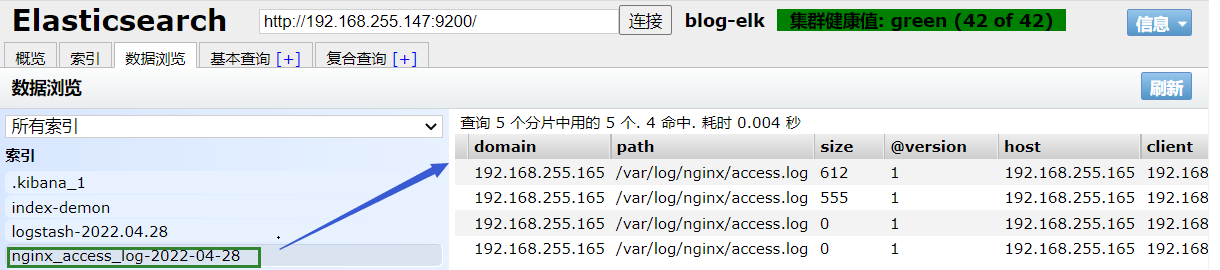 Elasticsearch http://192.168.255.147:9200/ 连接 blog-elk 集群健康值: green (42 of 42) 信息
概览 索引 数据浏览 基本查询 [+] 复合查询 [+]
数据浏览 刷新
所有索引
索引
.kibana_1
index-demon
logstash-2022.04.28
nginx_access_log-2022-04-28
查询 5 个分片中用的 5 个. 4 命中. 耗时 0.004 秒
domain path size @version host client
192.168.255.165 /var/log/nginx/access.log 612 1 192.168.255.165 192.168
192.168.255.165 /var/log/nginx/access.log 555 1 192.168.255.165 192.168
192.168.255.165 /var/log/nginx/access.log 0 1 192.168.255.165 192.168
192.168.255.165 /var/log/nginx/access.log 0 1 192.168.255.165 192.168